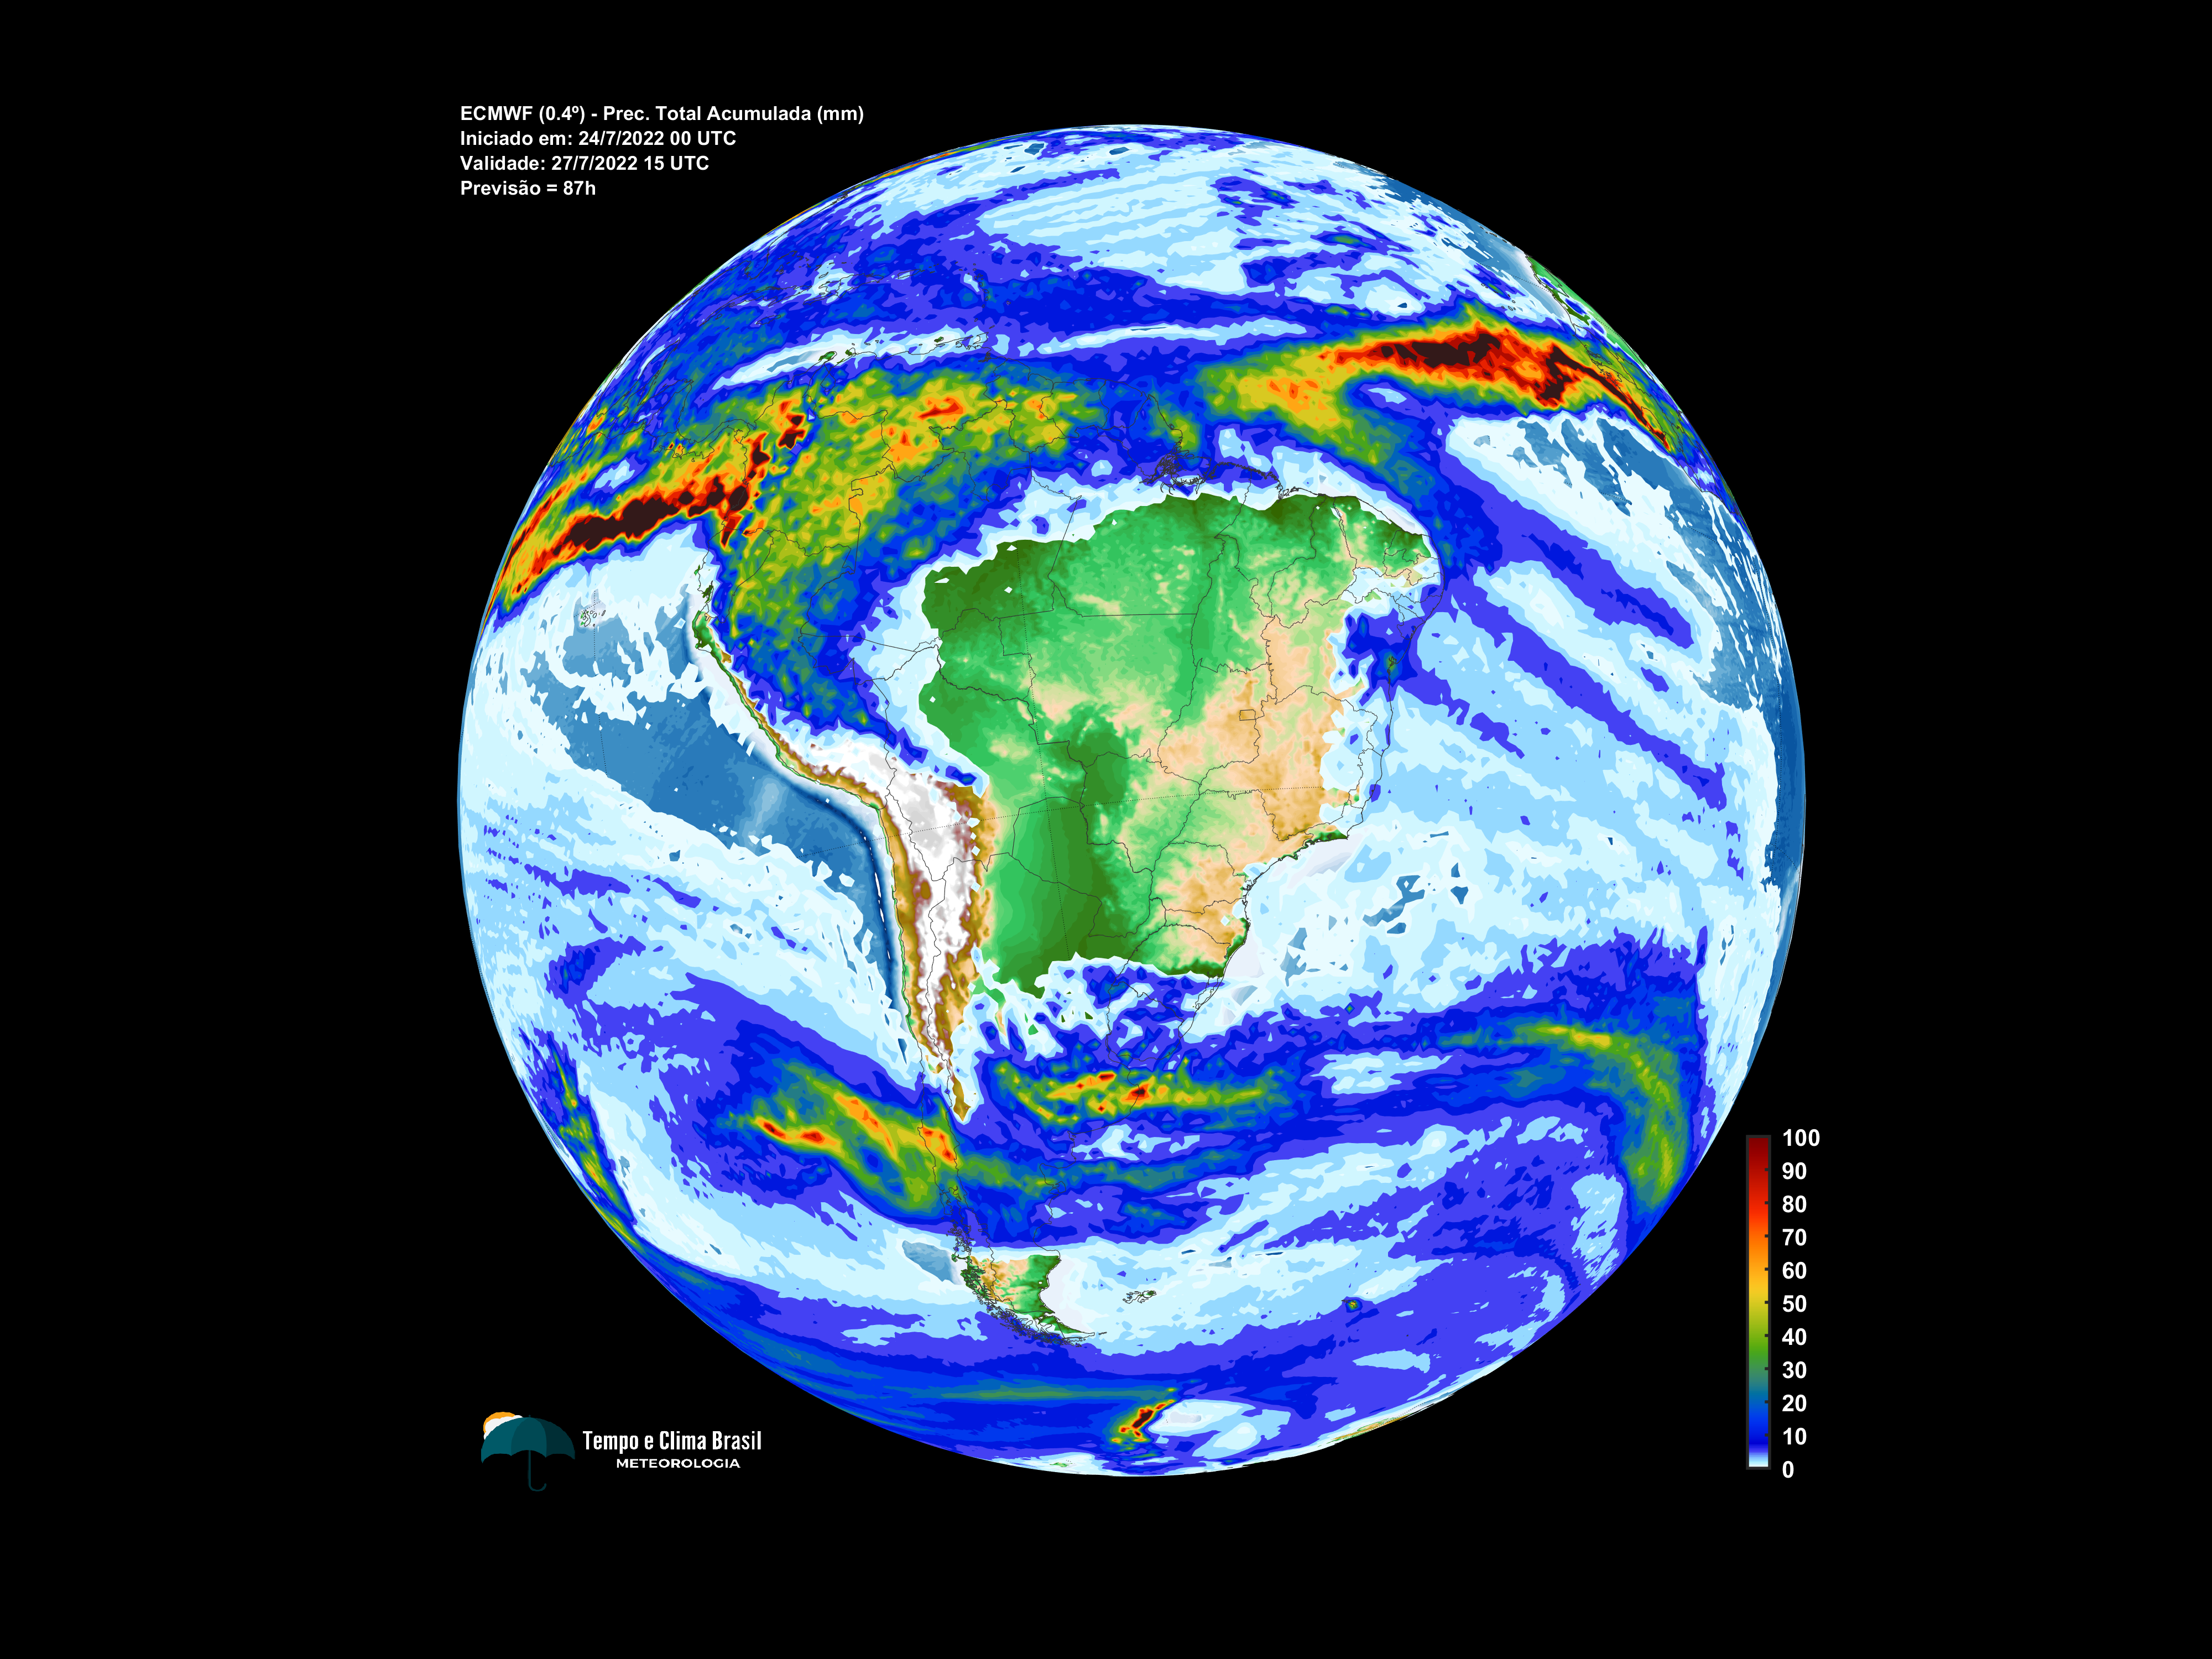 ECMWF (0.4º) - Prec. Total Acumulada (mm)
Iniciado em: 24/7/2022 00 UTC
Validade: 27/7/2022 15 UTC
Previsão = 87h
100
90
80
70
60
50
40
30
20
10
0
Tempo e Clima Brasil
METEOROLOGIA